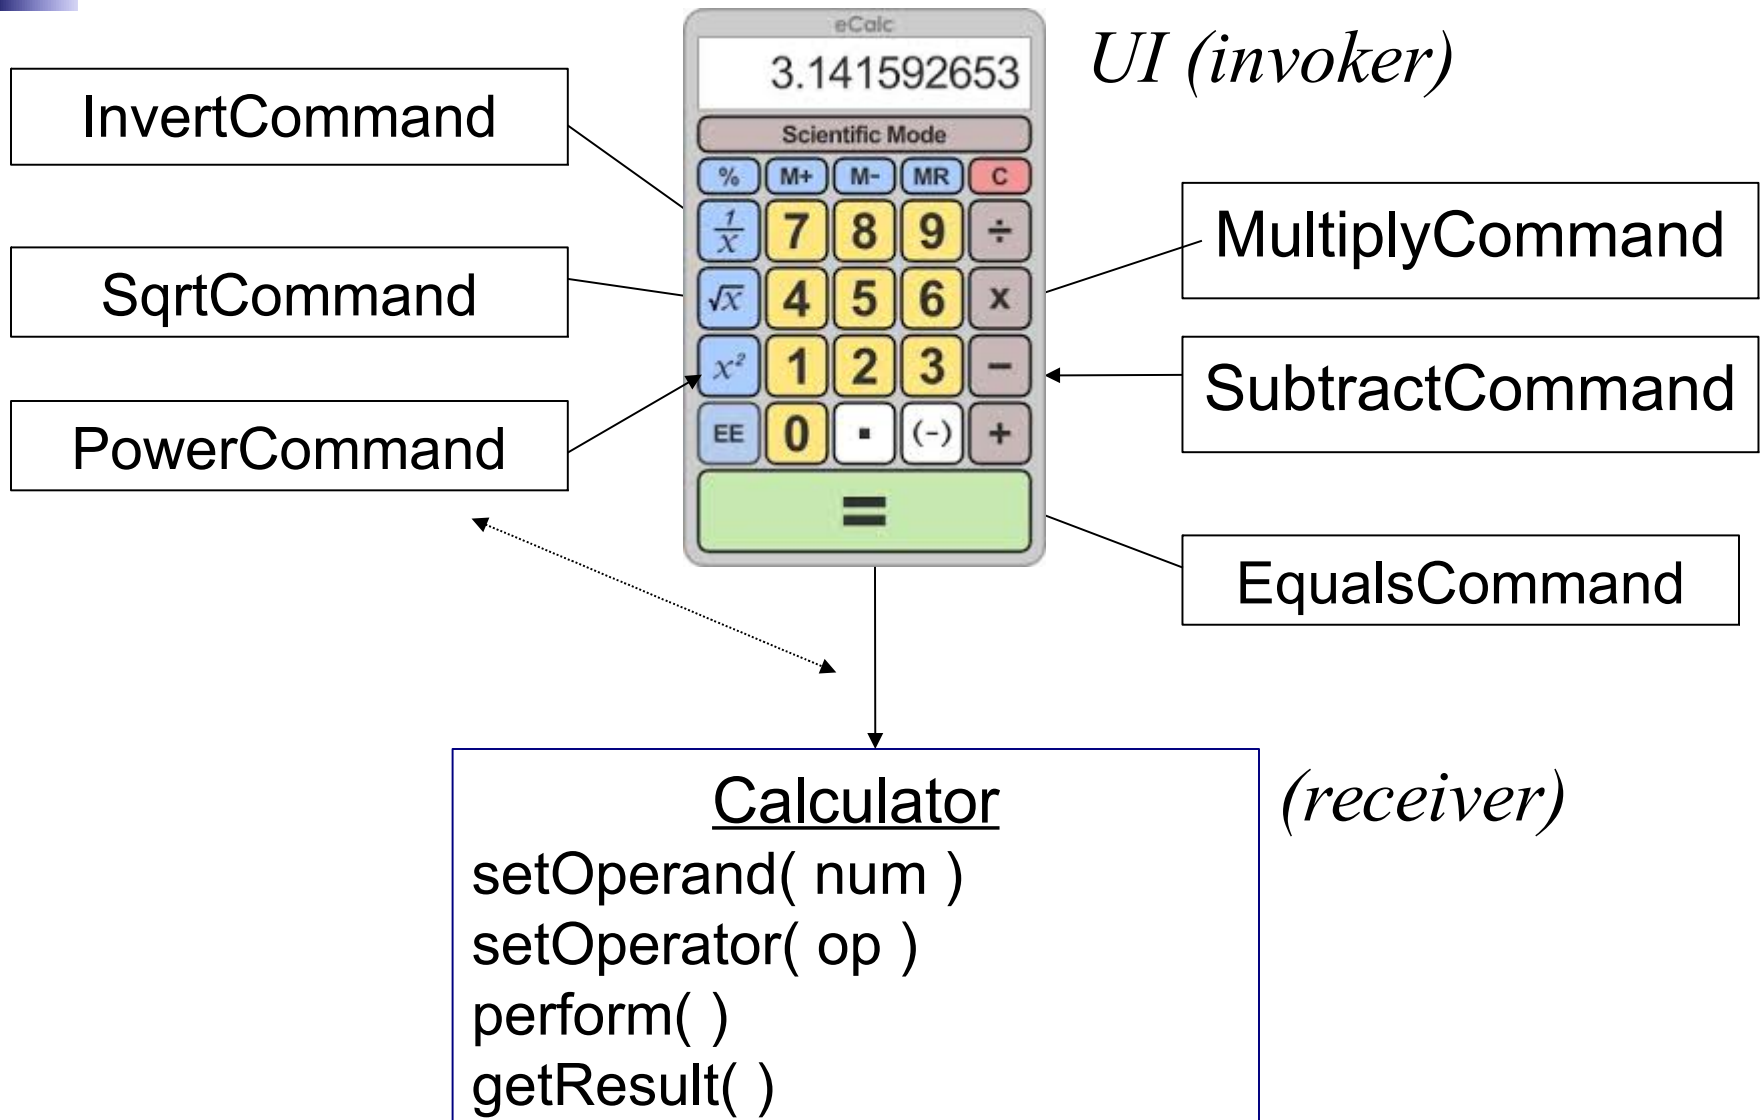 eCalc
3.141592653
UI (invoker)
InvertCommand
Scientific Mode
% M+ M- MR C
1/x 7 8 9 ÷
MultiplyCommand
SqrtCommand
√x 4 5 6 x
x² 1 2 3 −
SubtractCommand
PowerCommand
EE 0 . (-) +
=
EqualsCommand
Calculator
(receiver)
setOperand( num )
setOperator( op )
perform( )
getResult( )